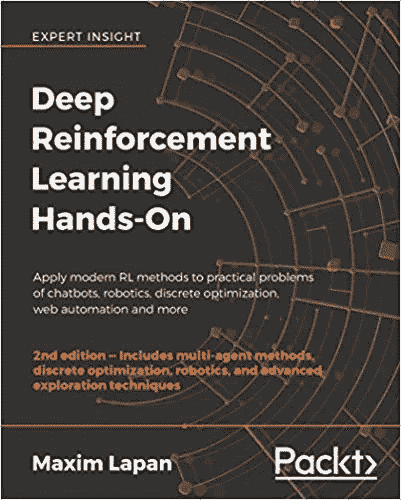 EXPERT INSIGHT
Deep
Reinforcement
Learning
Hands-On
Apply modern RL methods to practical problems
of chatbots, robotics, discrete optimization,
web automation and more
2nd edition – Includes multi-agent methods,
discrete optimization, robotics, and advanced
exploration techniques
Maxim Lapan
Packt>